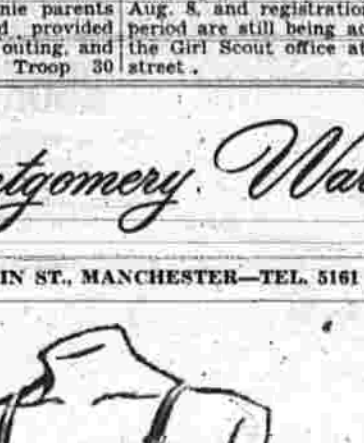 nie parents
d provided
outing, and
Troop 30
Aug. 8, and registratio
period are still being ac
the Girl Scout office at
street .
tgomery Wa
IN ST., MANCHESTER—TEL. 5161